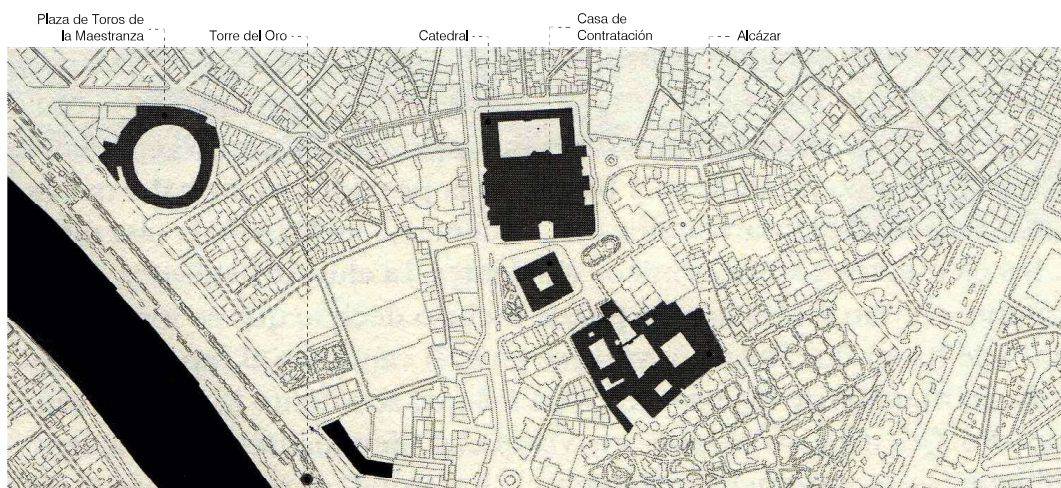 Plaza de Toros de
la Maestranza
Torre del Oro
Catedral
Casa de
Contratación
Alcázar